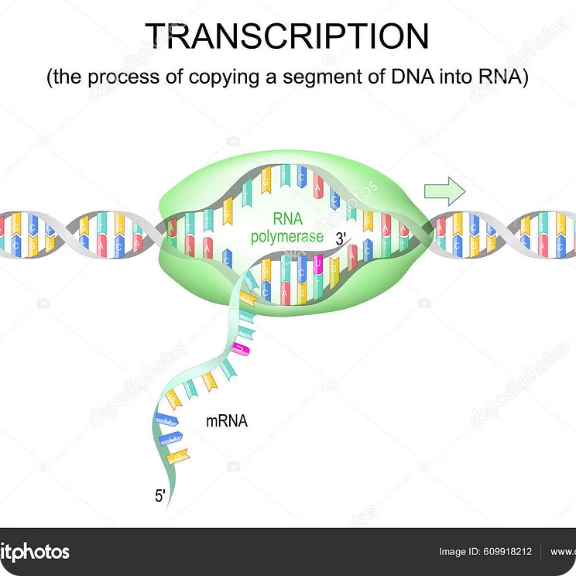 TRANSCRIPTION
(the process of copying a segment of DNA into RNA)
RNA
polymerase
3'
mRNA
5'
itphotos
Image ID: 609918212
www.